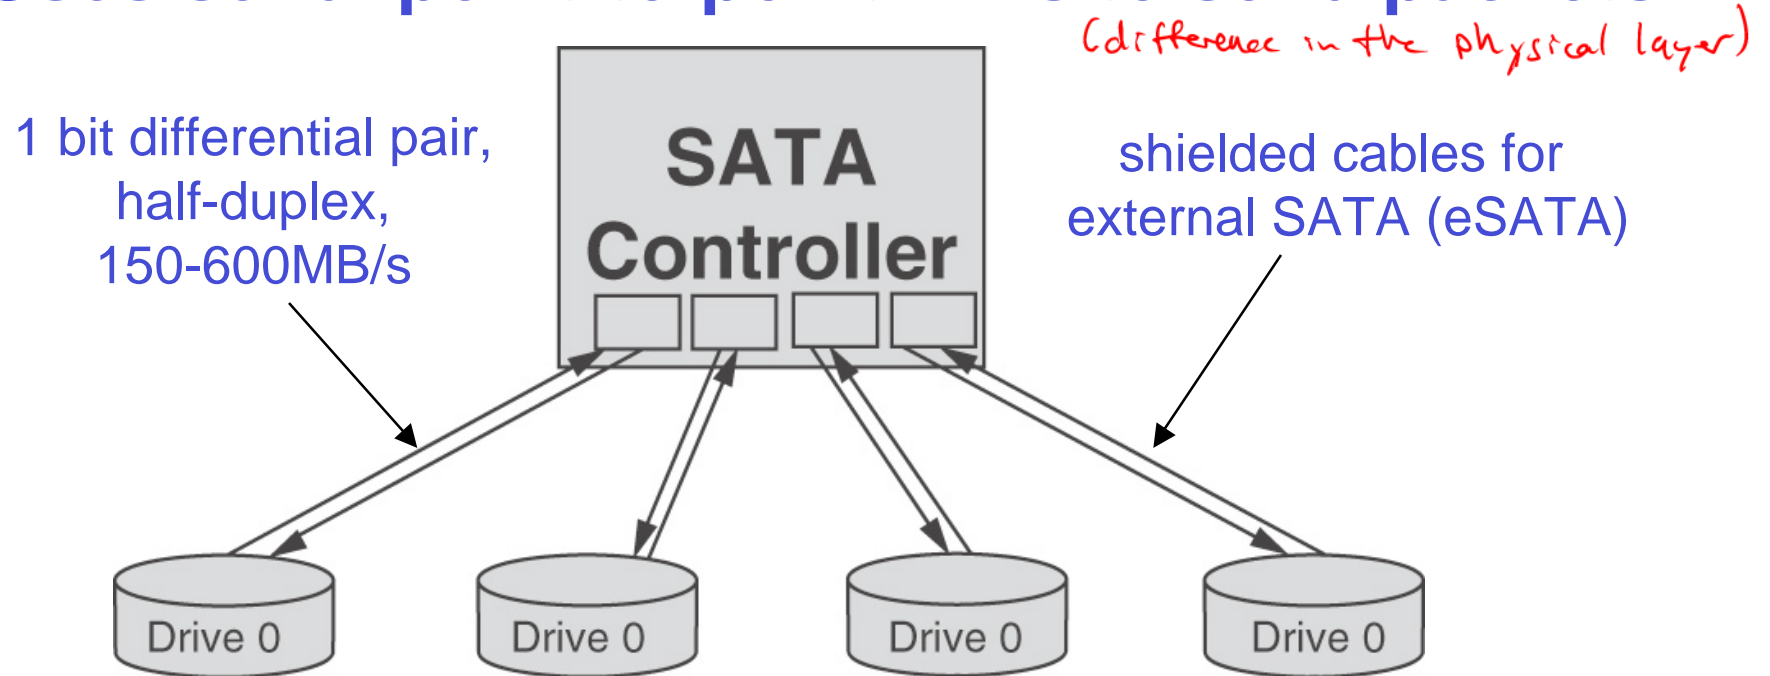 (difference in the physical layer)
1 bit differential pair,
half-duplex,
150-600MB/s
SATA
Controller
shielded cables for
external SATA (eSATA)
Drive 0
Drive 0
Drive 0
Drive 0